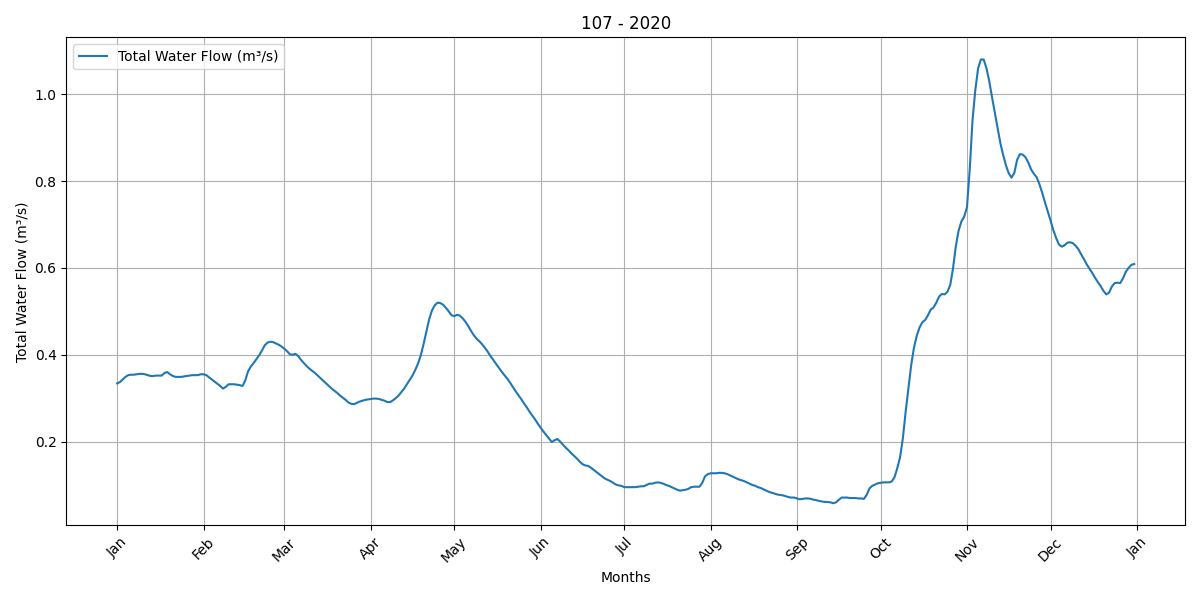 107 - 2020
Total Water Flow (m³/s)
Total Water Flow (m³/s)
1.0
0.8
0.6
0.4
0.2
Jan Feb Mar Apr May Jun Jul Aug Sep Oct Nov Dec Jan
Months